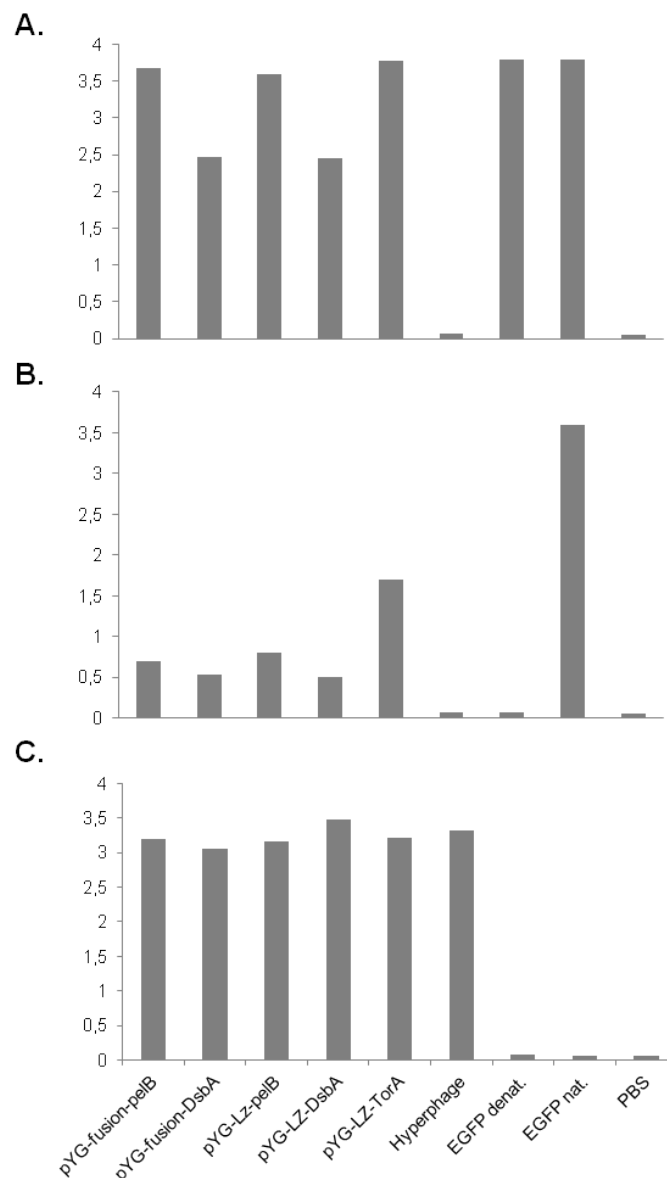 A.
4
3,5
3
2,5
2
1,5
1
0,5
0
B.
4
3,5
3
2,5
2
1,5
1
0,5
0
C.
4
3,5
3
2,5
2
1,5
1
0,5
0
pYG-fusion-pelB
pYG-fusion-DsbA
pYG-Lz-pelB
pYG-LZ-DsbA
pYG-LZ-TorA
Hyperphage
EGFP denat.
EGFP nat.
PBS